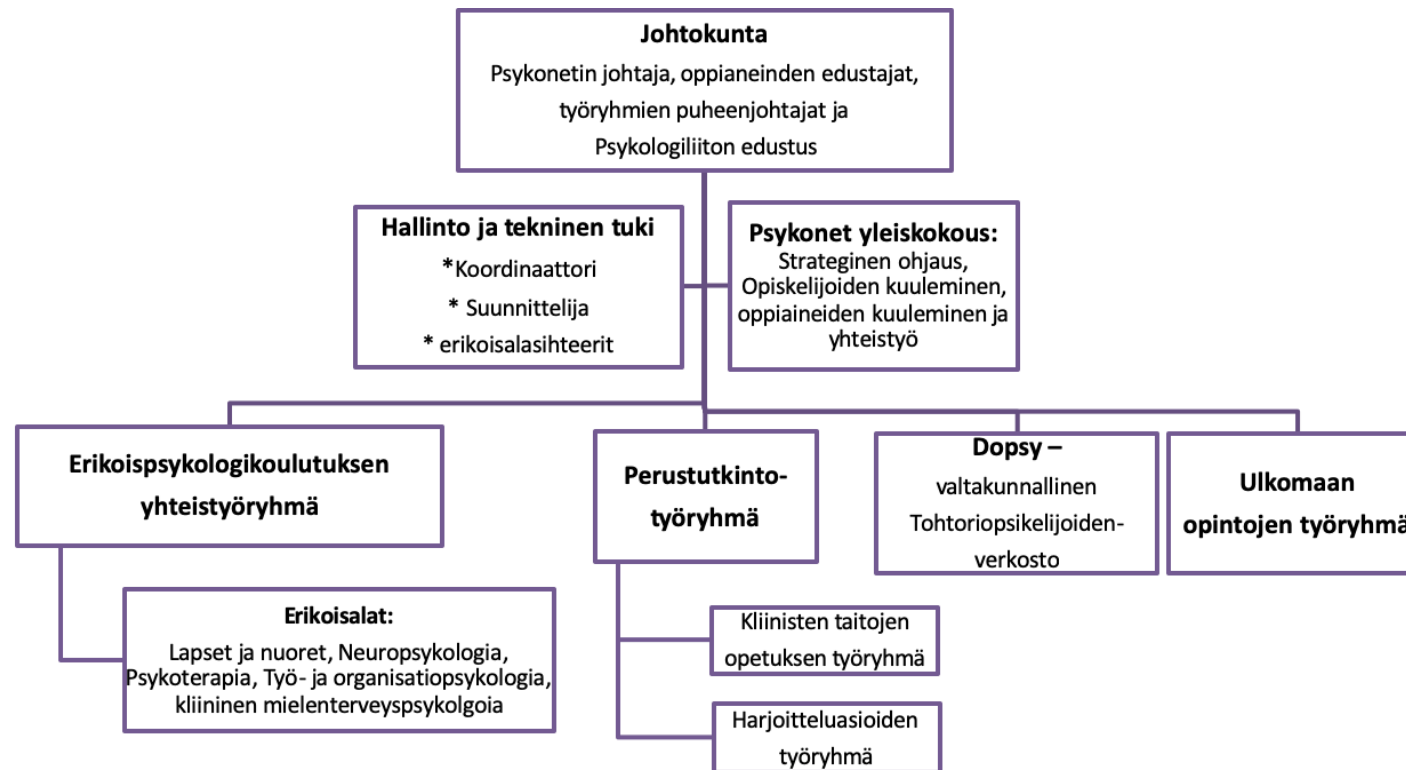 Johtokunta
Psykonetin johtaja, oppianeinden edustajat,
työryhmien puheenjohtajat ja
Psykologiliiton edustus
Hallinto ja tekninen tuki
*Koordinaattori
* Suunnittelija
* erikoisalasihteerit
Psykonet yleiskokous:
Strateginen ohjaus,
Opiskelijoiden kuuleminen,
oppiaineiden kuuleminen ja
yhteistyö
Erikoispsykologikoulutuksen
yhteistyöryhmä
Erikoisalat:
Lapset ja nuoret, Neuropsykologia,
Psykoterapia, Työ- ja organisatiopsykologia,
kliininen mielenterveyspsykolgoia
Perustutkinto-
työryhmä
Kliinisten taitojen
opetuksen työryhmä
Harjoitteluasioiden
työryhmä
Dopsy –
valtakunnallinen
Tohtoriopsikelijoiden-
verkosto
Ulkomaan
opintojen työryhmä